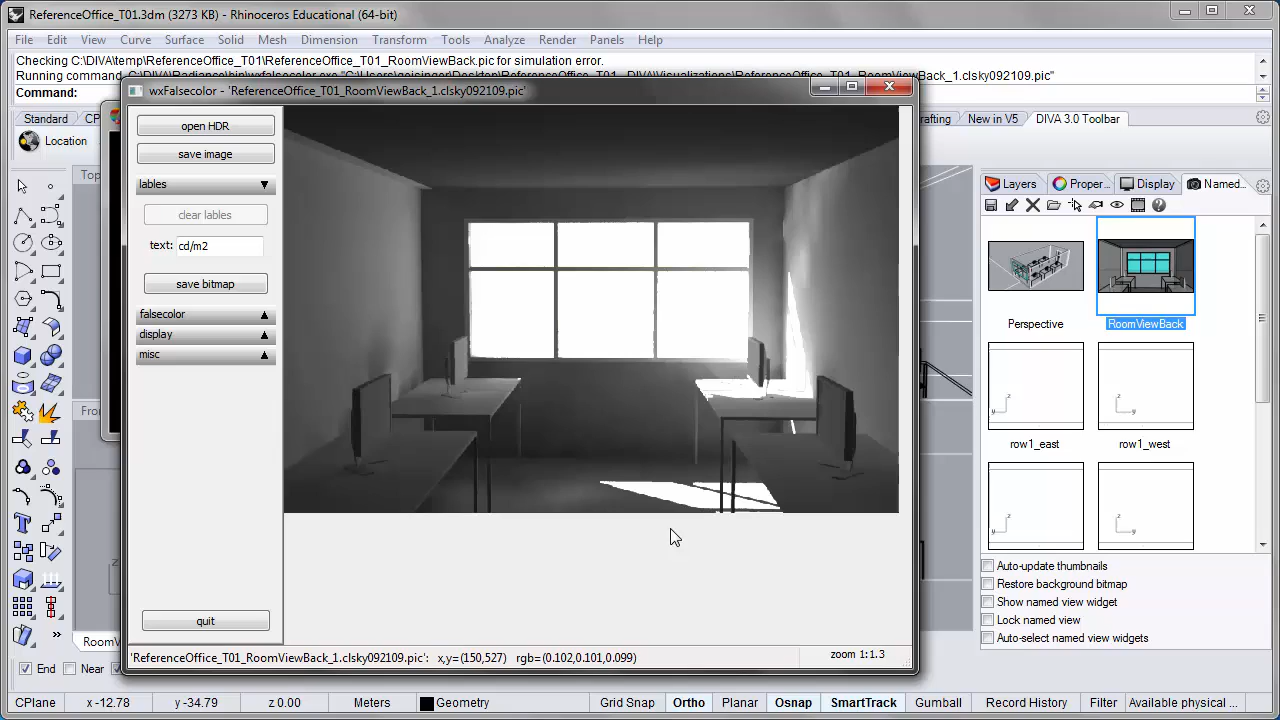 ReferenceOffice_T01.3dm (3273 KB) - Rhinoceros Educational (64-bit)
File Edit View Curve Surface Solid Mesh Dimension Transform Tools Analyze Render Panels Help
Checking C:\DIVA\temp\ReferenceOffice_T01\ReferenceOffice_T01_RoomViewBack.pic for simulation error.
Command:
wxFalsecolor - 'ReferenceOffice_T01_RoomViewBack_1.clsky092109.pic'
Standard
rafting New in V5 DIVA 3.0 Toolbar
Location
Top
open HDR
save image
lables
clear lables
text: cd/m2
save bitmap
falsecolor
display
misc
quit
Layers Proper... Display Named...
Perspective RoomViewBack
row1_east row1_west
Auto-update thumbnails
Restore background bitmap
Show named view widget
Lock named view
Auto-select named view widgets
'ReferenceOffice_T01_RoomViewBack_1.clsky092109.pic': x,y=(150,527) rgb=(0.102,0.101,0.099) zoom 1:1.3
End Near
CPlane x -12.78 y -34.79 z 0.00 Meters Geometry Grid Snap Ortho Planar Osnap SmartTrack Gumball Record History Filter Available physical ...